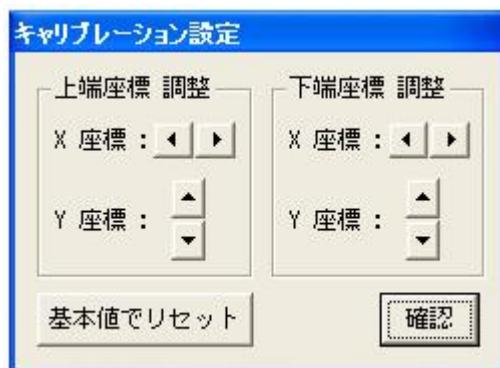 キャリブレーション設定
上端座標 調整
X 座標 :
Y 座標 :
下端座標 調整
X 座標 :
Y 座標 :
基本値でリセット
確認